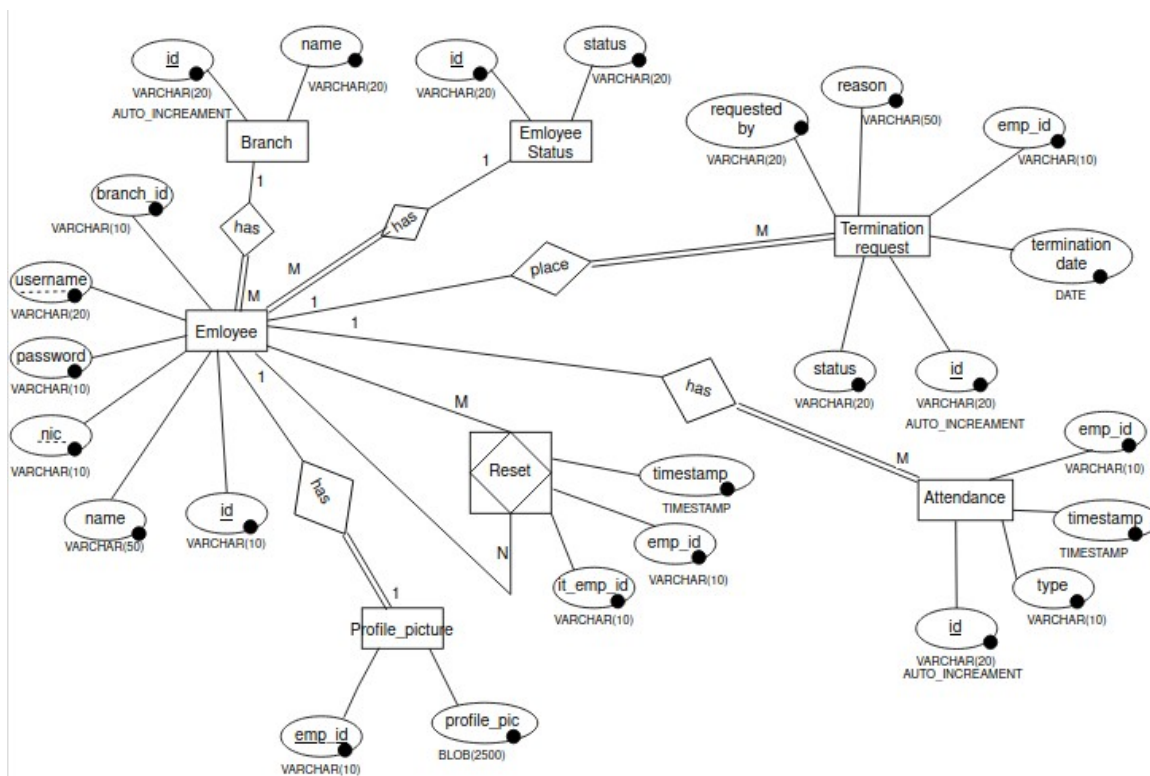 name
status
id
id
VARCHAR(20)
VARCHAR(20)
VARCHAR(20)
VARCHAR(20)
AUTO_INCREAMENT
reason
VARCHAR(50)
requested
by
VARCHAR(20)
emp_id
VARCHAR(10)
Branch
Emloyee
Status
1
1
branch_id
VARCHAR(10)
has
has
Termination
request
M
place
termination
date
DATE
M
M
username
VARCHAR(20)
1
1
Emloyee
password
VARCHAR(10)
1
status
VARCHAR(20)
id
VARCHAR(20)
AUTO_INCREAMENT
has
nic
VARCHAR(10)
M
emp_id
VARCHAR(10)
M
Reset
timestamp
TIMESTAMP
Attendance
has
name
VARCHAR(50)
id
VARCHAR(10)
timestamp
TIMESTAMP
N
emp_id
VARCHAR(10)
it_emp_id
VARCHAR(10)
type
VARCHAR(10)
1
Profile_picture
id
VARCHAR(20)
AUTO_INCREAMENT
emp_id
VARCHAR(10)
profile_pic
BLOB(2500)